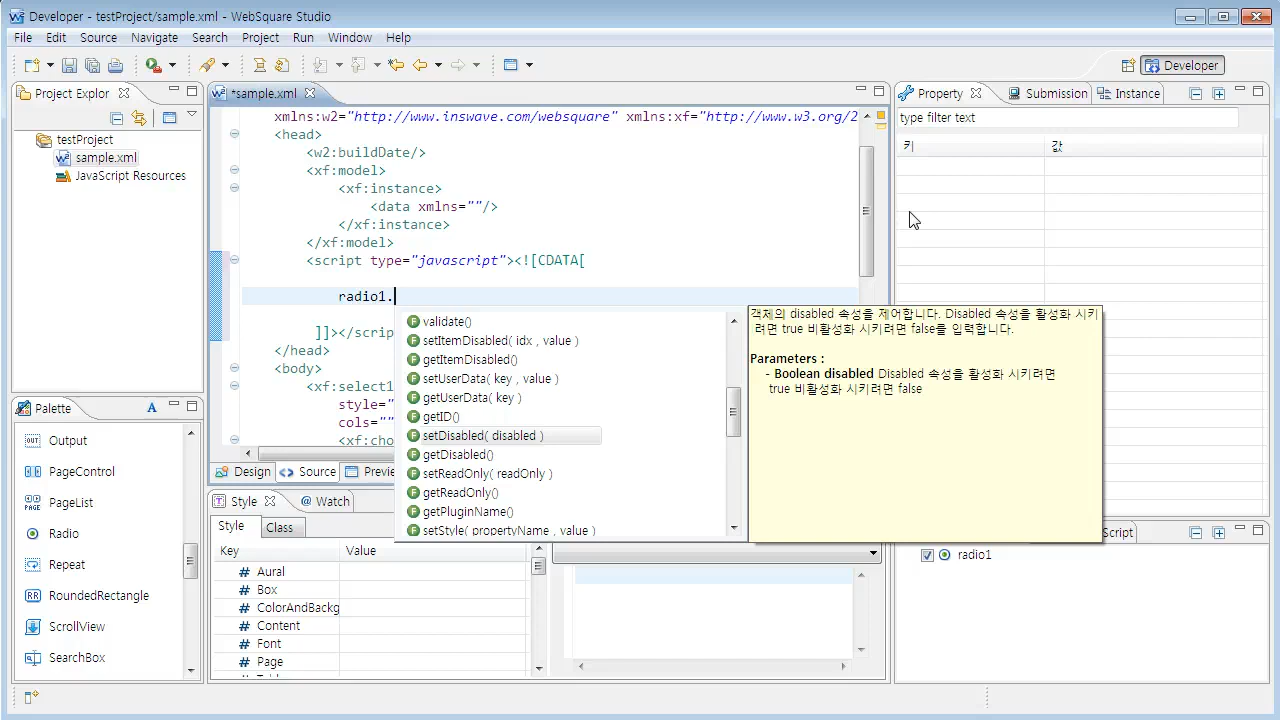 Developer - testProject/sample.xml - WebSquare Studio
File Edit Source Navigate Search Project Run Window Help
Developer
Project Explor
testProject
sample.xml
JavaScript Resources
*sample.xml
xmlns:w2="http://www.inswave.com/websquare" xmlns:xf="http://www.w3.org/2
<head>
<w2:buildDate/>
<xf:model>
<xf:instance>
<data xmlns=""/>
</xf:instance>
</xf:model>
<script type="javascript"><![CDATA[
radio1.
]]></scrip
</head>
<body>
<xf:select1
style="
cols=""
<xf:cho
Design Source Previe
validate()
setItemDisabled( idx , value )
getItemDisabled()
setUserData( key , value )
getUserData( key )
getID()
setDisabled( disabled )
getDisabled()
setReadOnly( readOnly )
getReadOnly()
getPluginName()
setStyle( propertyName , value )
객체의 disabled 속성을 제어합니다. Disabled 속성을 활성화 시키
려면 true 비활성화 시키려면 false를 입력합니다.
Parameters :
- Boolean disabled Disabled 속성을 활성화 시키려면
true 비활성화 시키려면 false
Property Submission Instance
type filter text
키 값
Palette A
Output
PageControl
PageList
Radio
Repeat
RoundedRectangle
ScrollView
SearchBox
Style Watch
Style Class
Key Value
Aural
Box
ColorAndBackg
Content
Font
Page
Script
radio1